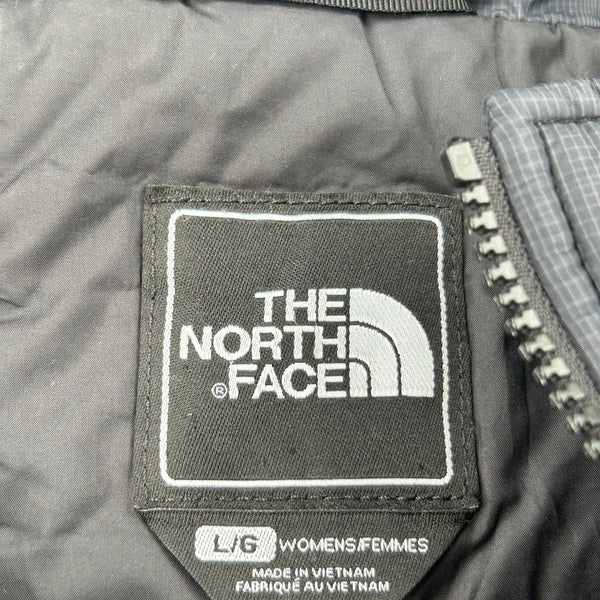 THE
NORTH
®FACE
L/G WOMENS/FEMMES
MADE IN VIETNAM
FABRIQUÉ AU VIETNAM